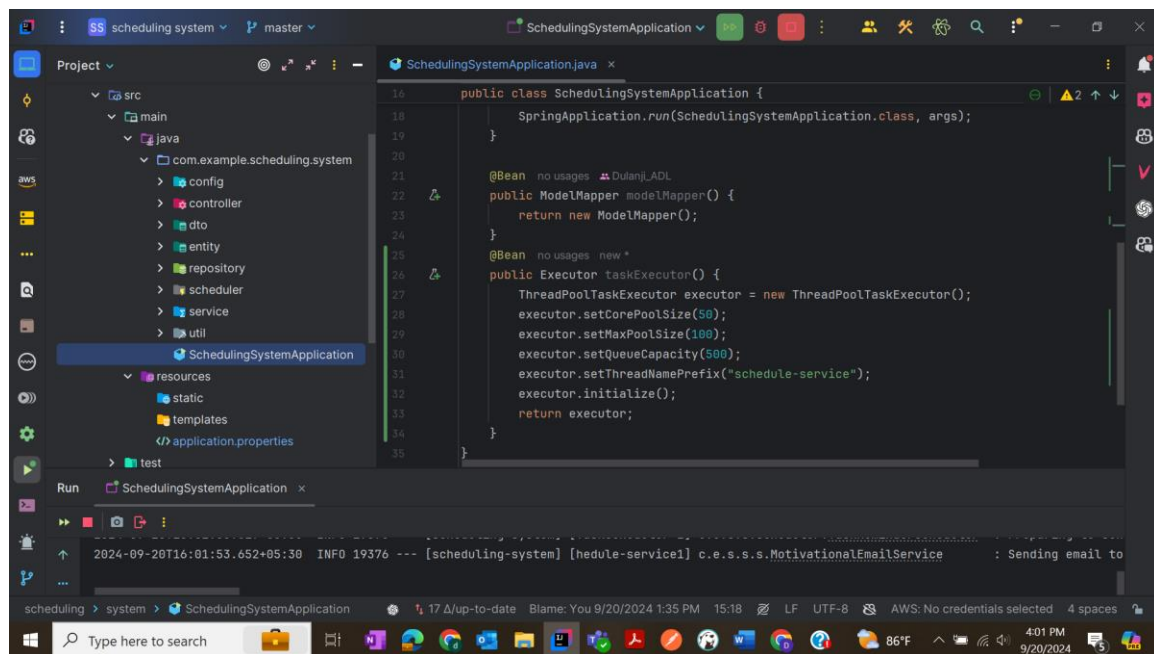 SS scheduling system master SchedulingSystemApplication
Project
SchedulingSystemApplication.java ×
src
main
java
com.example.scheduling.system
config
controller
dto
entity
repository
scheduler
service
util
SchedulingSystemApplication
resources
static
templates
application.properties
test
aws
2
16 public class SchedulingSystemApplication {
18 SpringApplication.run(SchedulingSystemApplication.class, args);
19 }
20
21 @Bean no usages Dulanji_ADL
22 public ModelMapper modelMapper() {
23 return new ModelMapper();
24 }
25 @Bean no usages new *
26 public Executor taskExecutor() {
27 ThreadPoolTaskExecutor executor = new ThreadPoolTaskExecutor();
28 executor.setCorePoolSize(50);
29 executor.setMaxPoolSize(100);
30 executor.setQueueCapacity(500);
31 executor.setThreadNamePrefix("schedule-service");
32 executor.initialize();
33 return executor;
34 }
35 }
Run SchedulingSystemApplication ×
2024-09-20T16:01:53.652+05:30 INFO 19376 --- [scheduling-system] [hedule-service1] c.e.s.s.s.MotivationalEmailService : Sending email to
scheduling > system > SchedulingSystemApplication 17 Δ/up-to-date Blame: You 9/20/2024 1:35 PM 15:18 LF UTF-8 AWS: No credentials selected 4 spaces
Type here to search 86°F 4:01 PM
9/20/2024